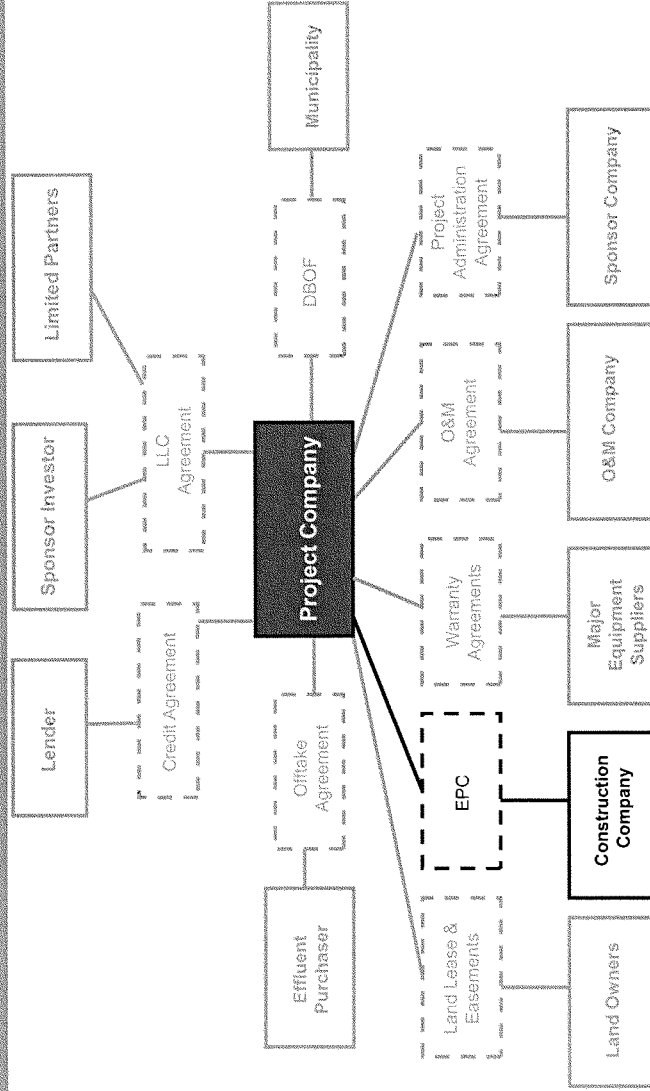 Lender
Sponsor Investor
Limited Partners
Credit Agreement
LLC
Agreement
Effluent
Purchaser
Offtake
Agreement
Project Company
DBOF
Municipality
Land Lease &
Easements
EPC
Warranty
Agreements
O&M
Agreement
Project
Administration
Agreement
Land Owners
Construction
Company
Major
Equipment
Suppliers
O&M Company
Sponsor Company